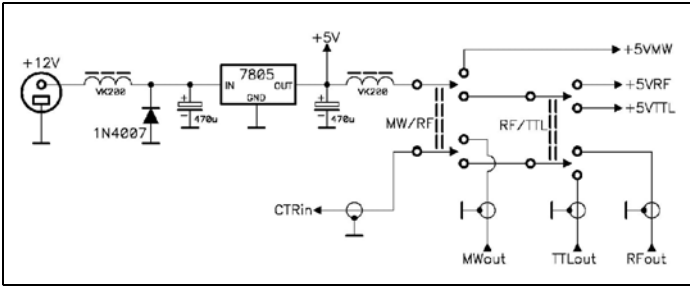 +5V
+5VMW
+12V
7805
VK200
IN
OUT
VK200
+5VRF
GND
+5VTTL
1N4007
+
470u
+
470u
MW/RF
RF/TTL
CTRin
MWout
TTLout
RFout